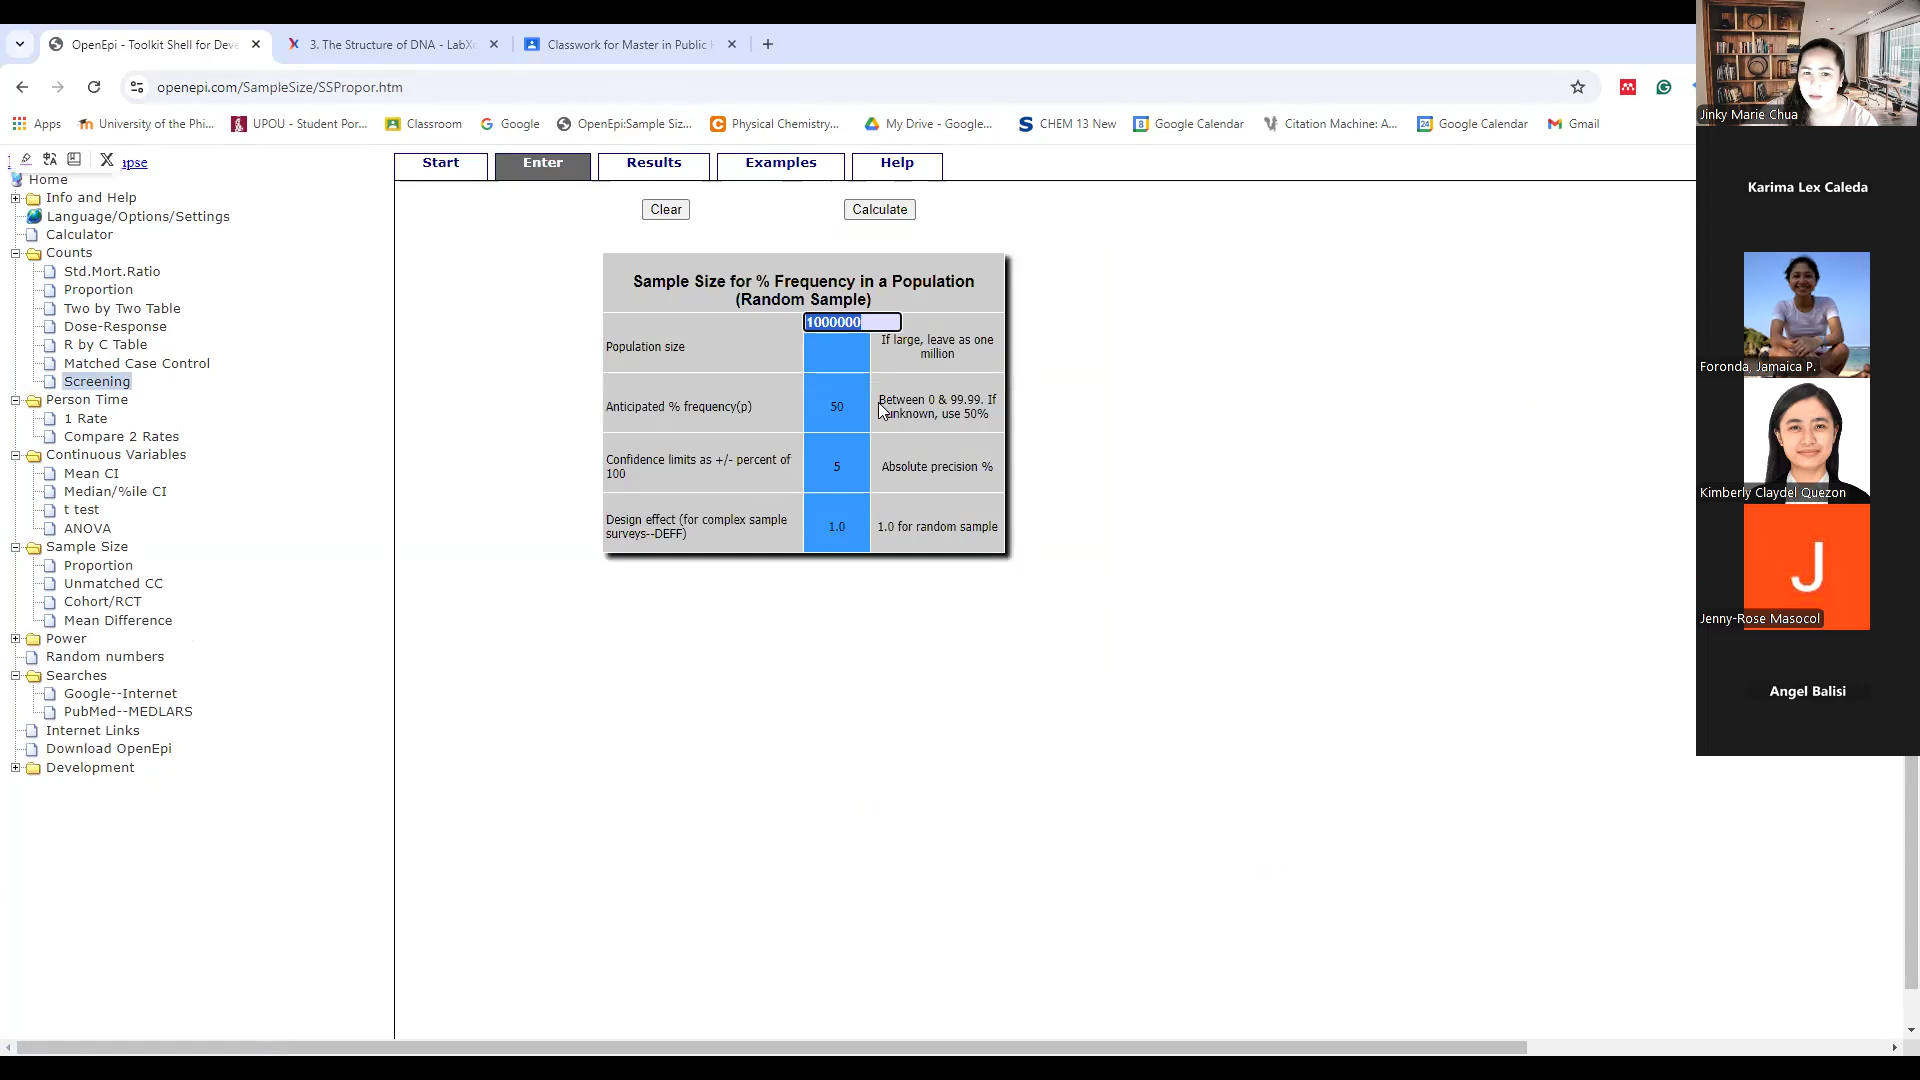 OpenEpi - Toolkit Shell for Deve
3. The Structure of DNA - LabX
Classwork for Master in Public
openepi.com/SampleSize/SSPropor.htm
Apps
University of the Phi...
UPOU - Student Por...
Classroom
Google
OpenEpi:Sample Siz...
Physical Chemistry...
My Drive - Google...
CHEM 13 New
Google Calendar
Citation Machine: A...
Google Calendar
Gmail
apse
Home
Info and Help
Language/Options/Settings
Calculator
Counts
Std.Mort.Ratio
Proportion
Two by Two Table
Dose-Response
R by C Table
Matched Case Control
Screening
Person Time
1 Rate
Compare 2 Rates
Continuous Variables
Mean CI
Median/%ile CI
t test
ANOVA
Sample Size
Proportion
Unmatched CC
Cohort/RCT
Mean Difference
Power
Random numbers
Searches
Google--Internet
PubMed--MEDLARS
Internet Links
Download OpenEpi
Development
Start
Enter
Results
Examples
Help
Clear
Calculate
Sample Size for % Frequency in a Population
(Random Sample)
Population size
1000000
If large, leave as one
million
Anticipated % frequency(p)
50
Between 0 & 99.99. If
unknown, use 50%
Confidence limits as +/- percent of
100
5
Absolute precision %
Design effect (for complex sample
surveys--DEFF)
1.0
1.0 for random sample
Jinky Marie Chua
Karima Lex Caleda
Foronda, Jamaica P.
Kimberly Claydel Quezon
J
Jenny-Rose Masocol
Angel Balisi